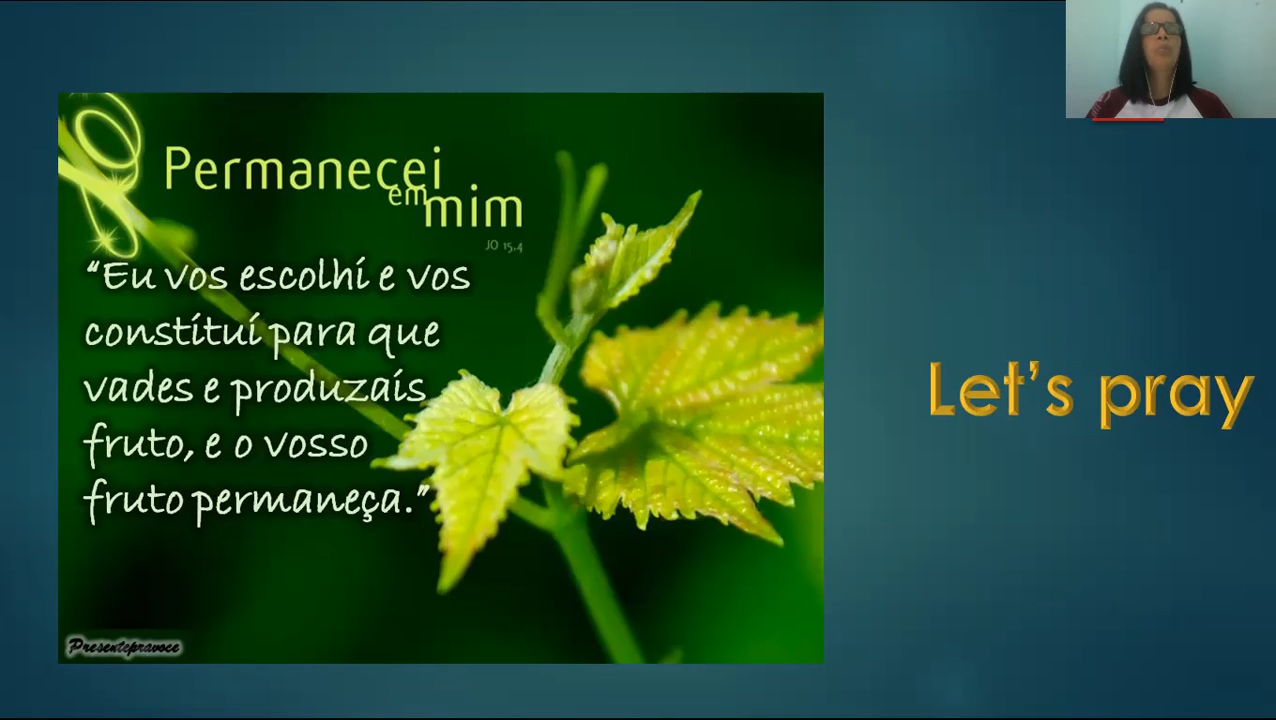 Permanecei
em
mim
JO 15.4
“Eu vos escolhi e vos
constituí para que
vades e produzais
fruto, e o vosso
fruto permaneça.”
Presentepravoce
Let’s pray